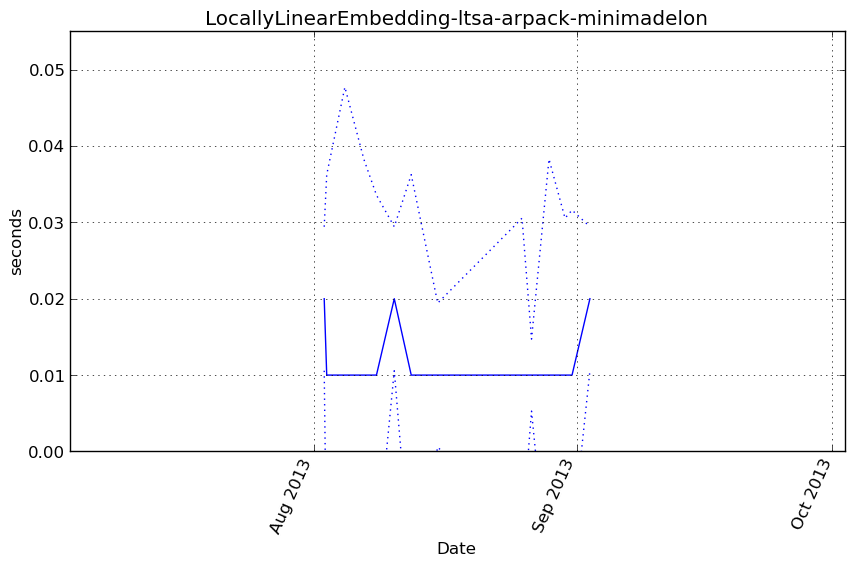 LocallyLinearEmbedding-ltsa-arpack-minimadelon
0.05
0.04
0.03
0.02
0.01
0.00
seconds
Aug 2013
Sep 2013
Oct 2013
Date